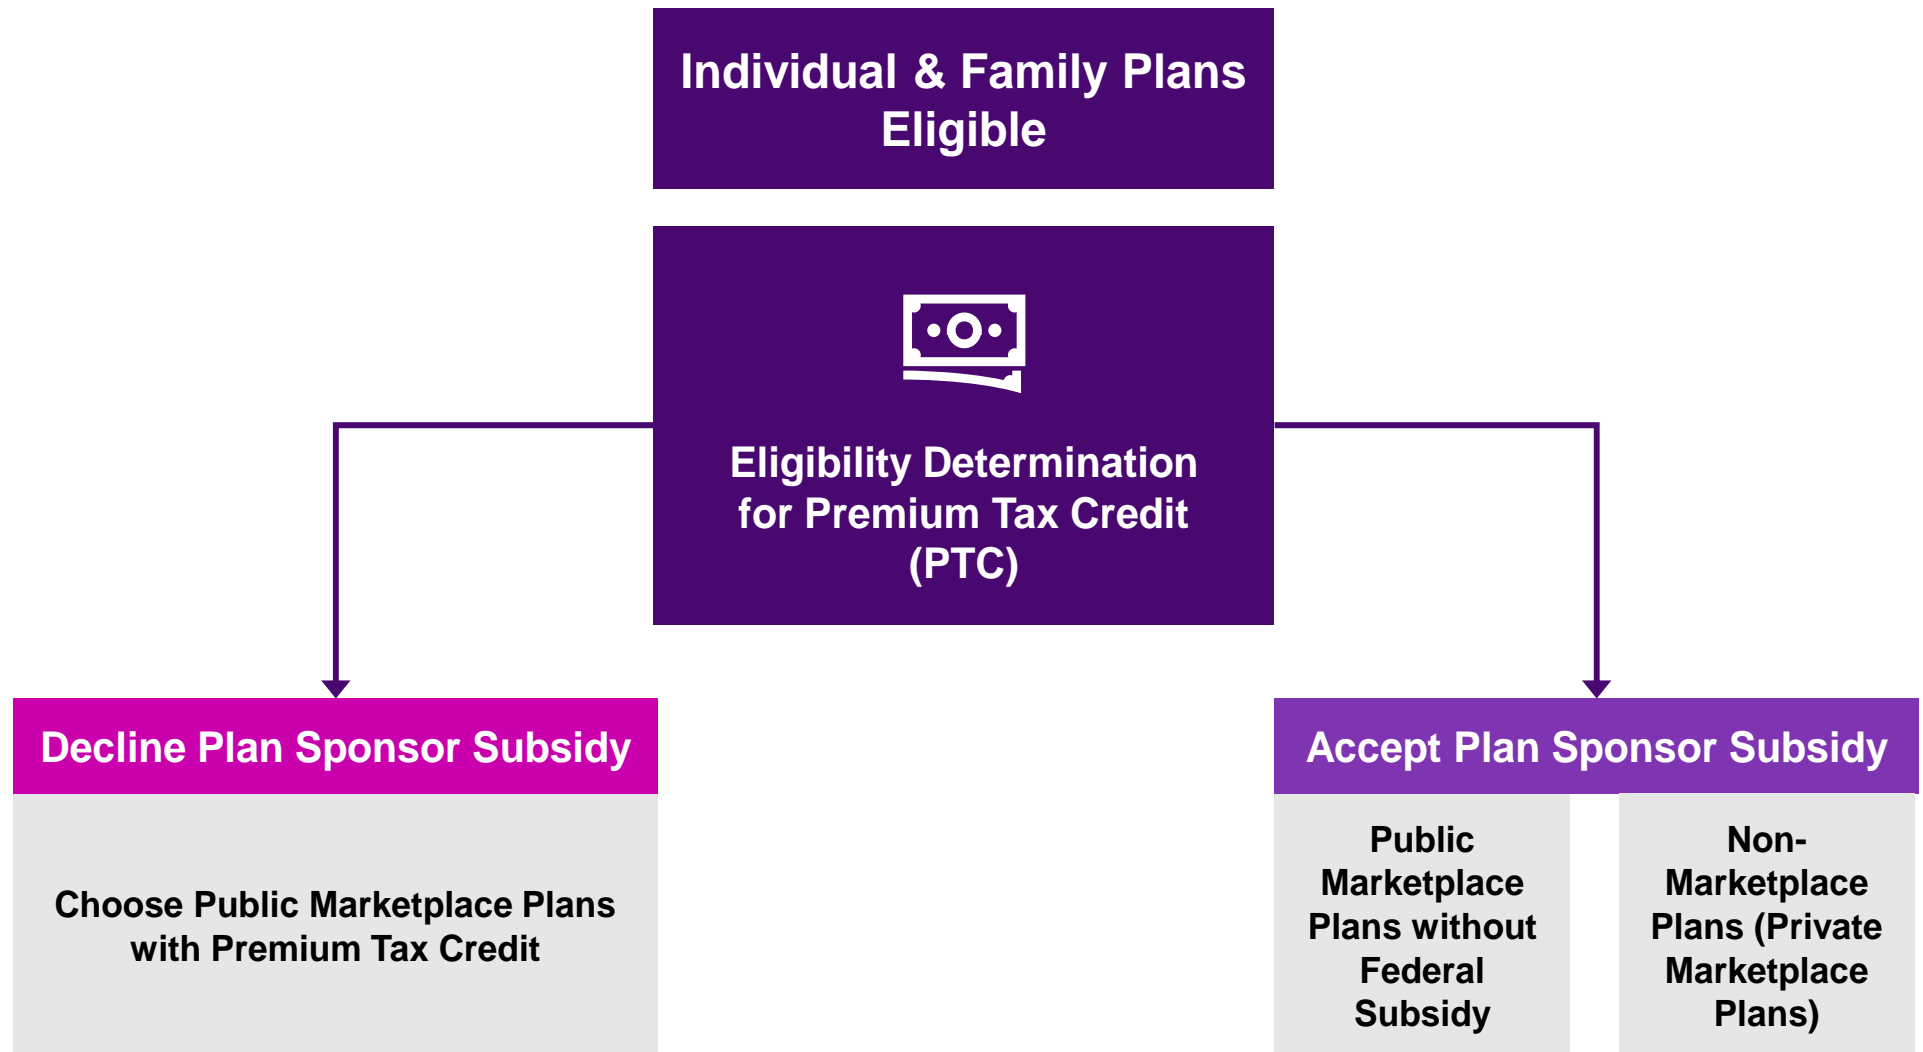 Individual & Family Plans
Eligible
Eligibility Determination
for Premium Tax Credit
(PTC)
Decline Plan Sponsor Subsidy
Choose Public Marketplace Plans
with Premium Tax Credit
Accept Plan Sponsor Subsidy
Public
Marketplace
Plans without
Federal
Subsidy
Non-
Marketplace
Plans (Private
Marketplace
Plans)